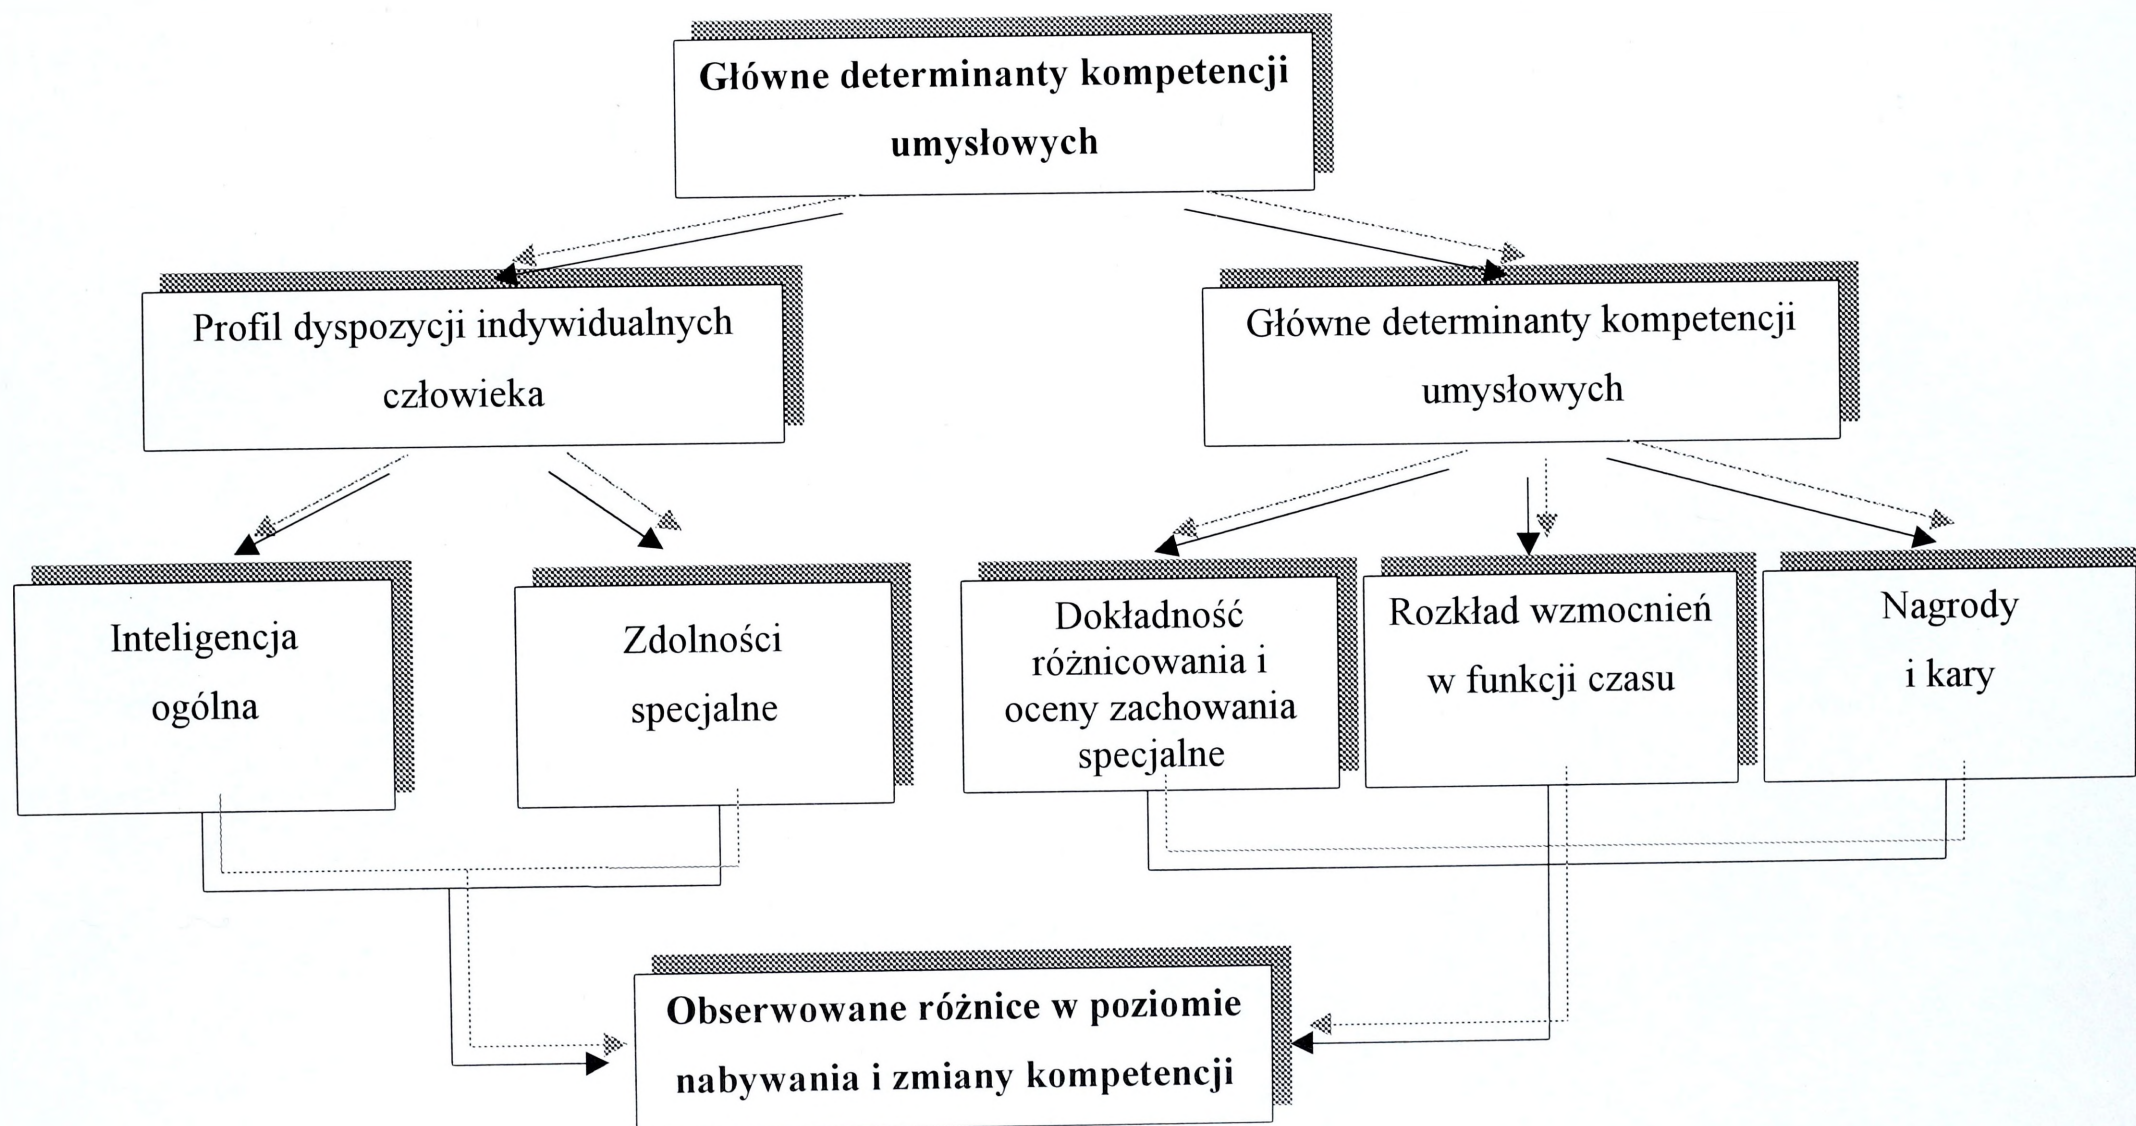 Główne determinanty kompetencji
umysłowych
Profil dyspozycji indywidualnych
człowieka
Główne determinanty kompetencji
umysłowych
Inteligencja
ogólna
Zdolności
specjalne
Dokładność
różnicowania i
oceny zachowania
specjalne
Rozkład wzmocnień
w funkcji czasu
Nagrody
i kary
Obserwowane różnice w poziomie
nabywania i zmiany kompetencji